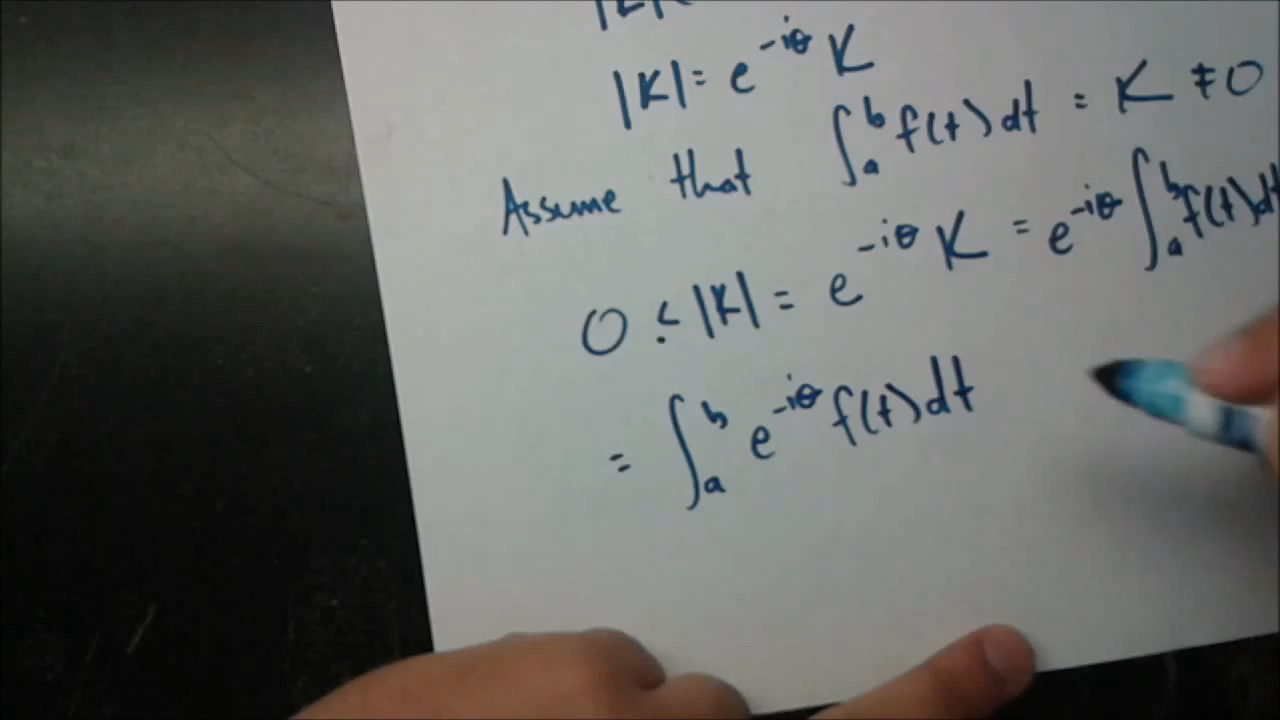 |K| = e^{-iθ} K
Assume that ∫_a^b f(t) dt = K ≠ 0
0 ≤ |K| = e^{-iθ} K = e^{-iθ} ∫_a^b f(t) dt
= ∫_a^b e^{-iθ} f(t) dt